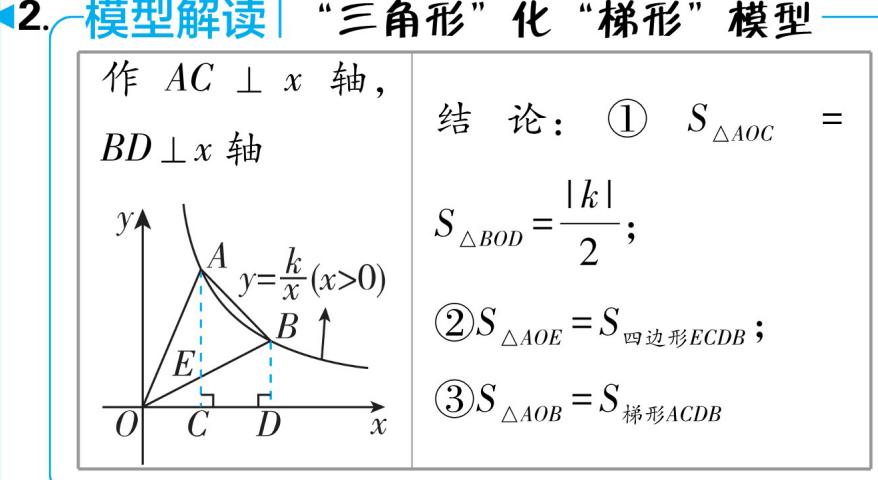 2. 模型解读 “三角形”化“梯形”模型
作 AC ⊥ x 轴,
BD⊥x 轴
y
A
y=k/x(x>0)
B
E
O C D x
结 论: ① S△AOC =
S△BOD = |k|/2;
②S△AOE = S四边形ECDB;
③S△AOB = S梯形ACDB